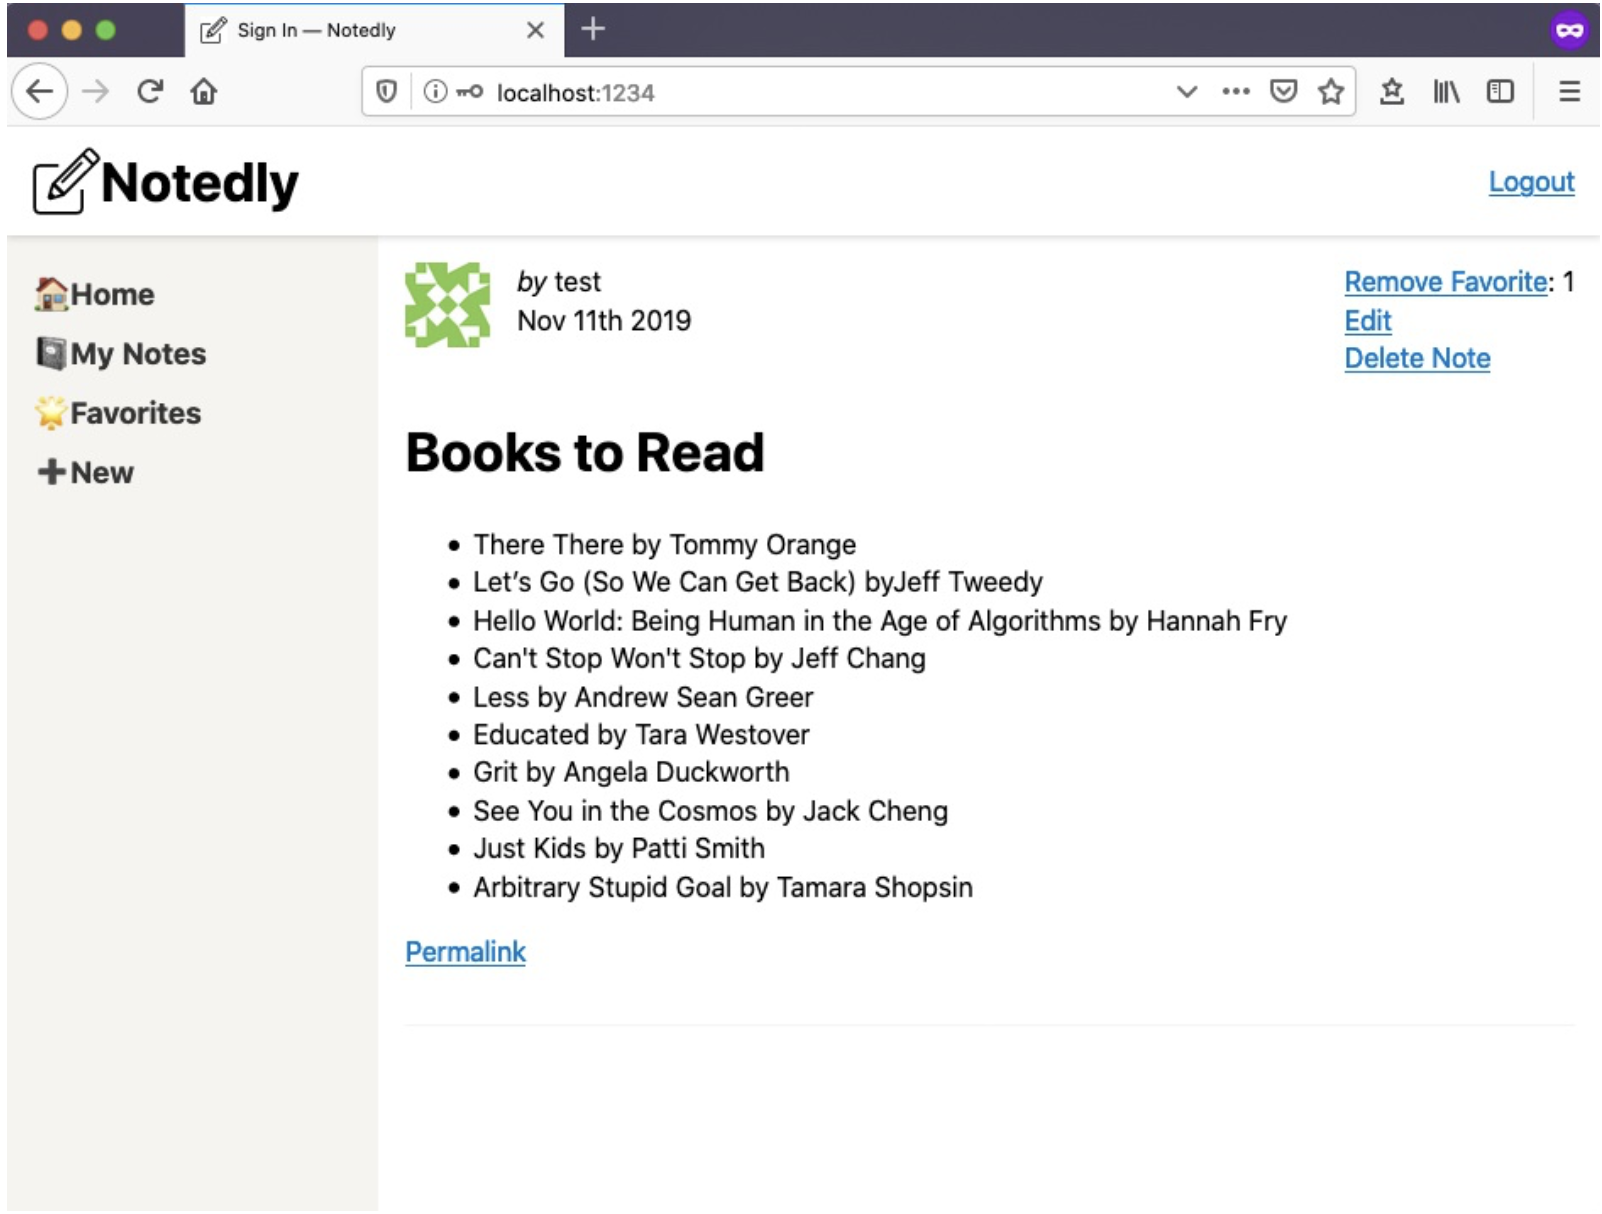 Sign In — Notedly
localhost:1234
Notedly
Logout
Home
My Notes
Favorites
New
by test
Nov 11th 2019
Remove Favorite: 1
Edit
Delete Note
Books to Read
There There by Tommy Orange
Let’s Go (So We Can Get Back) byJeff Tweedy
Hello World: Being Human in the Age of Algorithms by Hannah Fry
Can't Stop Won't Stop by Jeff Chang
Less by Andrew Sean Greer
Educated by Tara Westover
Grit by Angela Duckworth
See You in the Cosmos by Jack Cheng
Just Kids by Patti Smith
Arbitrary Stupid Goal by Tamara Shopsin
Permalink